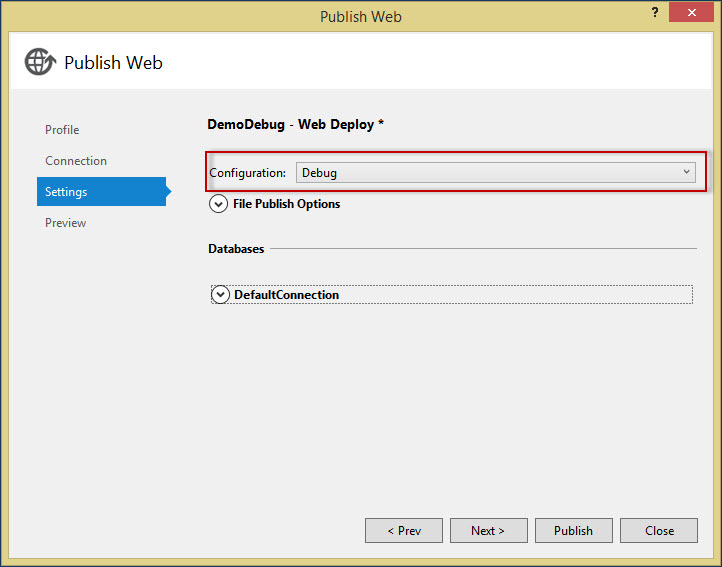 Publish Web
?
Publish Web
Profile
Connection
Settings
Preview
DemoDebug - Web Deploy *
Configuration: Debug
File Publish Options
Databases
DefaultConnection
< Prev
Next >
Publish
Close